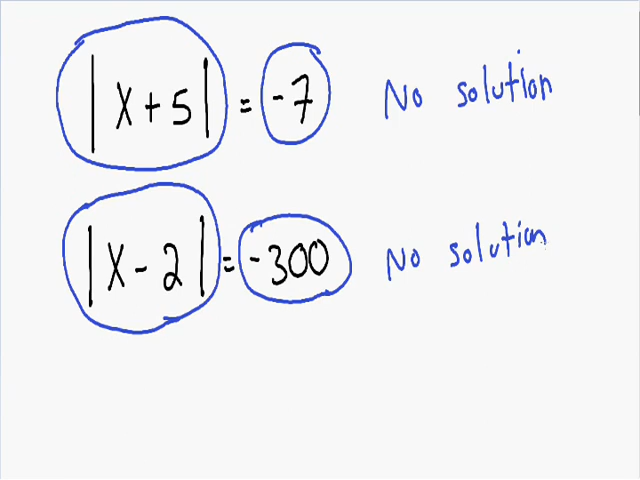 |x+5| = -7 No solution
|x-2| = -300 No solution